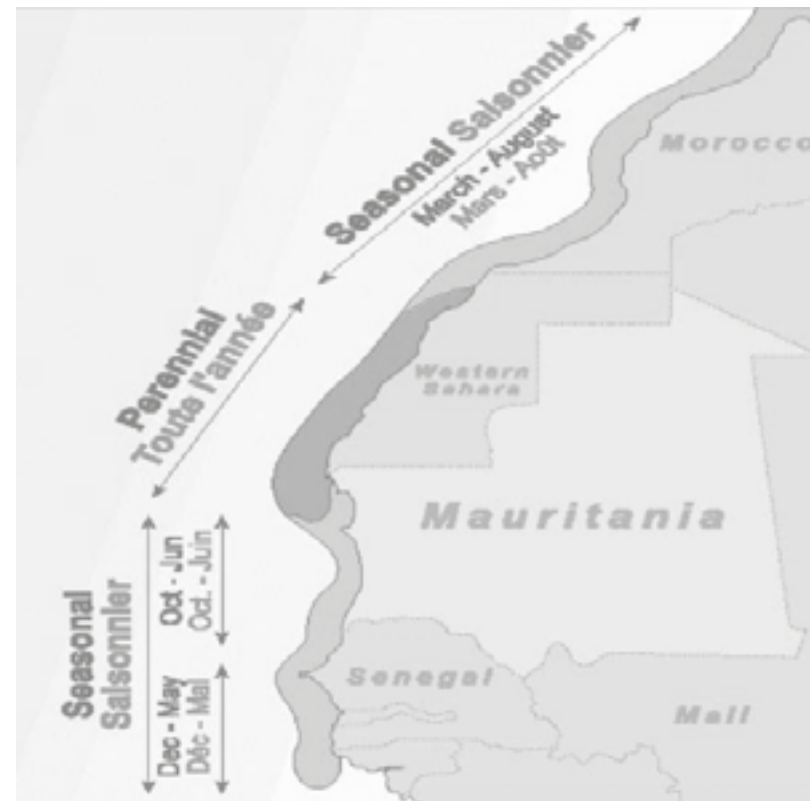 Seasonal Saisonnier
March - August
Mars - Août
Morocco
Perennial
Toute l'année
Western
Sahara
Mauritania
Seasonal
Saisonnier
Oct - Jun
Oct. - Juin
Dec - May
Déc - Mai
Senegal
Mali